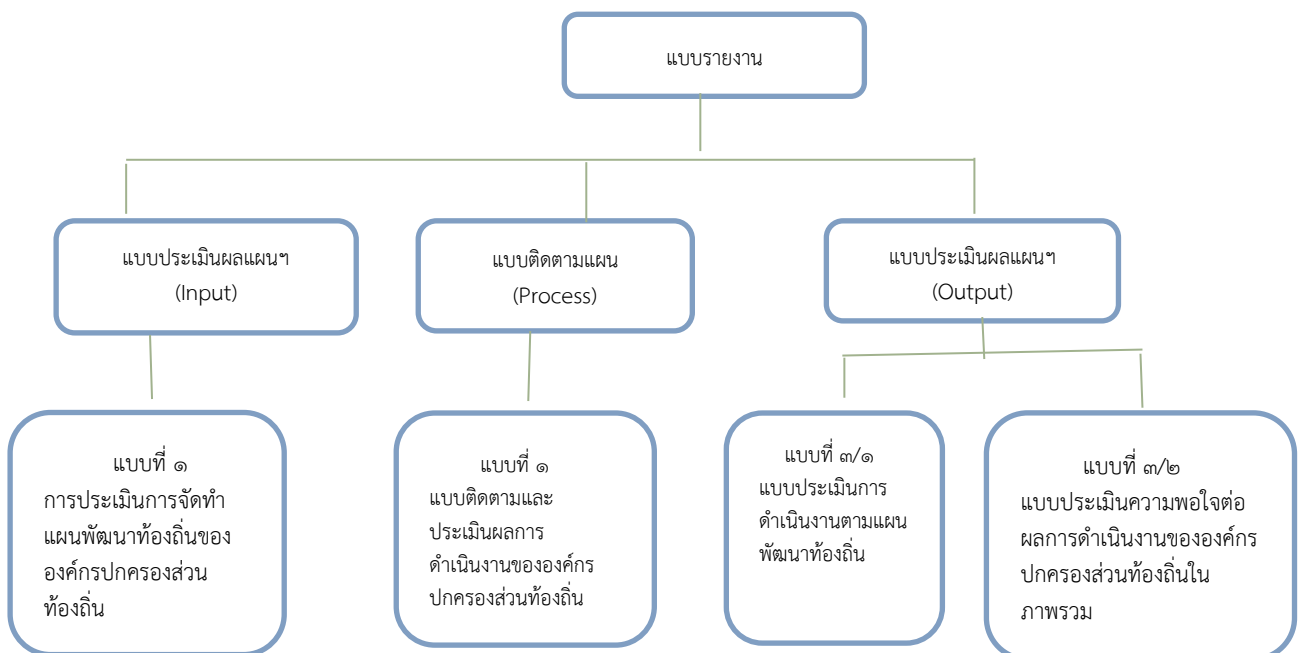 แบบรายงาน
แบบประเมินผลแผนฯ
(Input)
แบบติดตามแผน
(Process)
แบบประเมินผลแผนฯ
(Output)
แบบที่ ๑
การประเมินการจัดทำ
แผนพัฒนาท้องถิ่นของ
องค์กรปกครองส่วน
ท้องถิ่น
แบบที่ ๑
แบบติดตามและ
ประเมินผลการ
ดำเนินงานขององค์กร
ปกครองส่วนท้องถิ่น
แบบที่ ๓/๑
แบบประเมินการ
ดำเนินงานตามแผน
พัฒนาท้องถิ่น
แบบที่ ๓/๒
แบบประเมินความพอใจต่อ
ผลการดำเนินงานขององค์กร
ปกครองส่วนท้องถิ่นใน
ภาพรวม